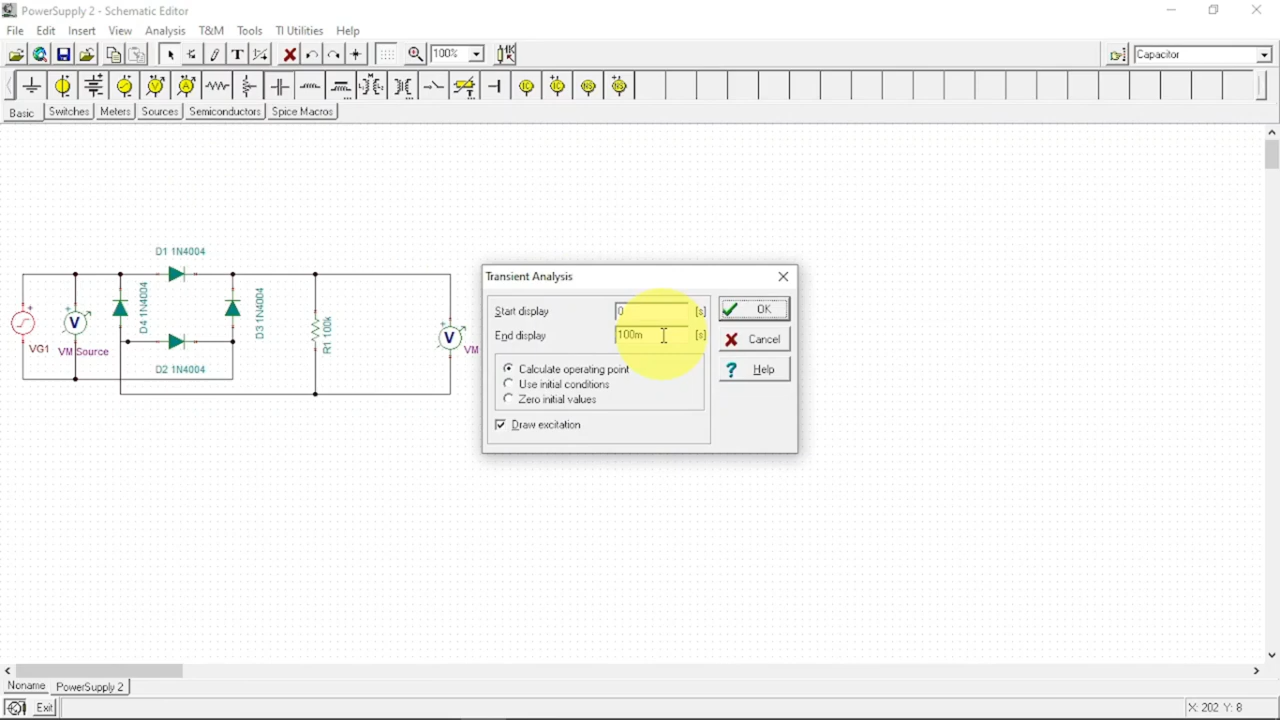 PowerSupply 2 - Schematic Editor
File Edit Insert View Analysis T&M Tools TI Utilities Help
100%
Capacitor
Basic Switches Meters Sources Semiconductors Spice Macros
D1 1N4004
D4 1N4004
D3 1N4004
D2 1N4004
VG1
V
VM Source
R1 100k
V
VM
Transient Analysis
Start display 0 [s]
End display 100m [s]
Calculate operating point
Use initial conditions
Zero initial values
Draw excitation
OK
Cancel
? Help
Noname PowerSupply 2
Exit
X: 202 Y: 8